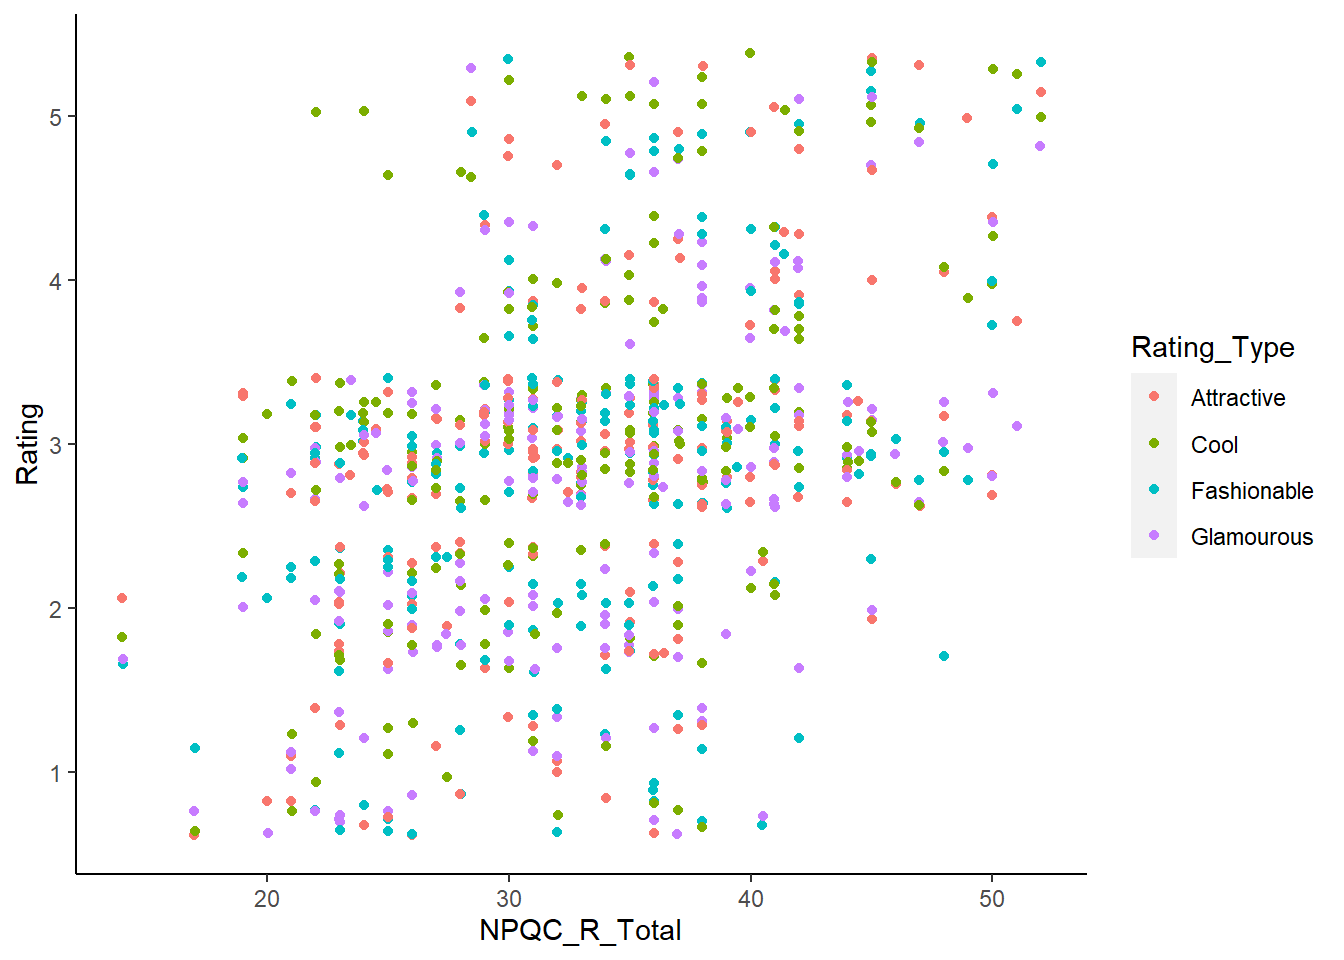 5
4
3
2
1
Rating
20
30
40
50
NPQC_R_Total
Rating_Type
Attractive
Cool
Fashionable
Glamourous